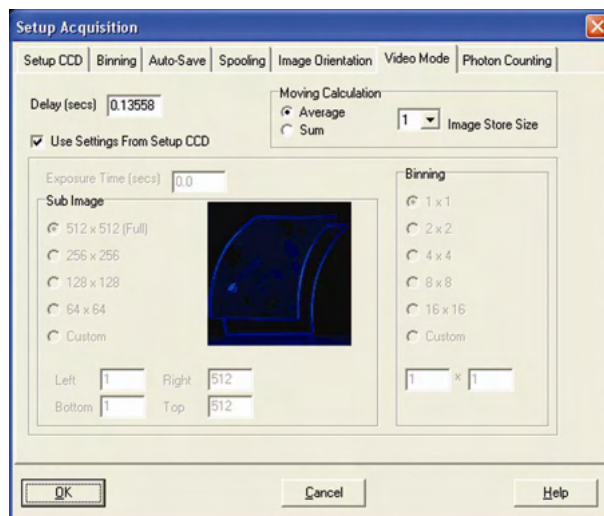 Setup Acquisition
Setup CCD Binning Auto-Save Spooling Image Orientation Video Mode Photon Counting
Delay (secs) 0.13558
Use Settings From Setup CCD
Moving Calculation
Average
Sum
1 Image Store Size
Exposure Time (secs) 0.0
Sub Image
512 x 512 (Full)
256 x 256
128 x 128
64 x 64
Custom
Left 1 Right 512
Bottom 1 Top 512
Binning
1 x 1
2 x 2
4 x 4
8 x 8
16 x 16
Custom
1 x 1
OK Cancel Help